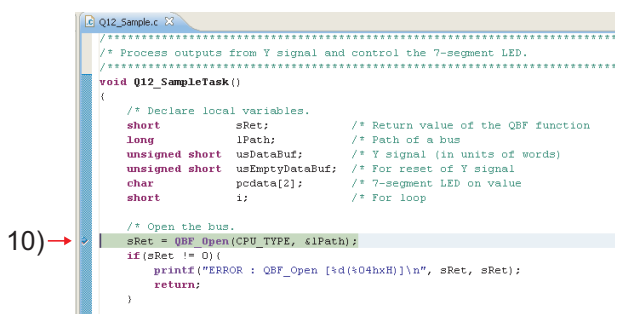 Q12_Sample.c
/*******************************************************************************
/* Process outputs from Y signal and control the 7-segment LED.
/*******************************************************************************
void Q12_SampleTask()
{
    /* Declare local variables.
    short           sRet;           /* Return value of the QBF function
    long            lPath;          /* Path of a bus
    unsigned short  usDataBuf;      /* Y signal (in units of words)
    unsigned short  usEmptyDataBuf; /* For reset of Y signal
    char            pcdata[2];      /* 7-segment LED on value
    short           i;              /* For loop

    /* Open the bus.
10) sRet = QBF_Open(CPU_TYPE, &lPath);
    if(sRet != 0){
        printf("ERROR : QBF_Open [%d(%04hxH)]\n", sRet, sRet);
        return;
    }